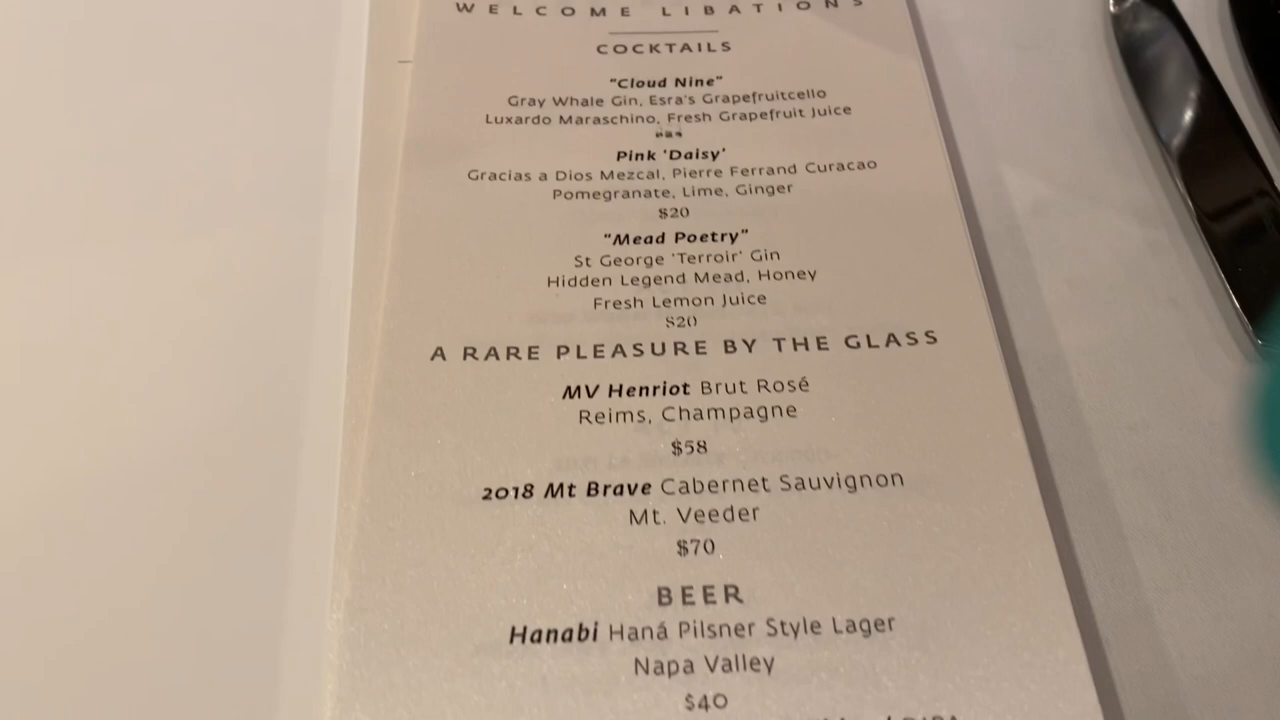 WELCOME LIBATIONS
COCKTAILS
“Cloud Nine”
Gray Whale Gin, Esra's Grapefruitcello
Luxardo Maraschino, Fresh Grapefruit Juice
Pink 'Daisy'
Gracias a Dios Mezcal, Pierre Ferrand Curacao
Pomegranate, Lime, Ginger
$20
“Mead Poetry”
St George 'Terroir' Gin
Hidden Legend Mead, Honey
Fresh Lemon Juice
$20
A RARE PLEASURE BY THE GLASS
MV Henriot Brut Rosé
Reims, Champagne
$58
2018 Mt Brave Cabernet Sauvignon
Mt. Veeder
$70
BEER
Hanabi Haná Pilsner Style Lager
Napa Valley
$40